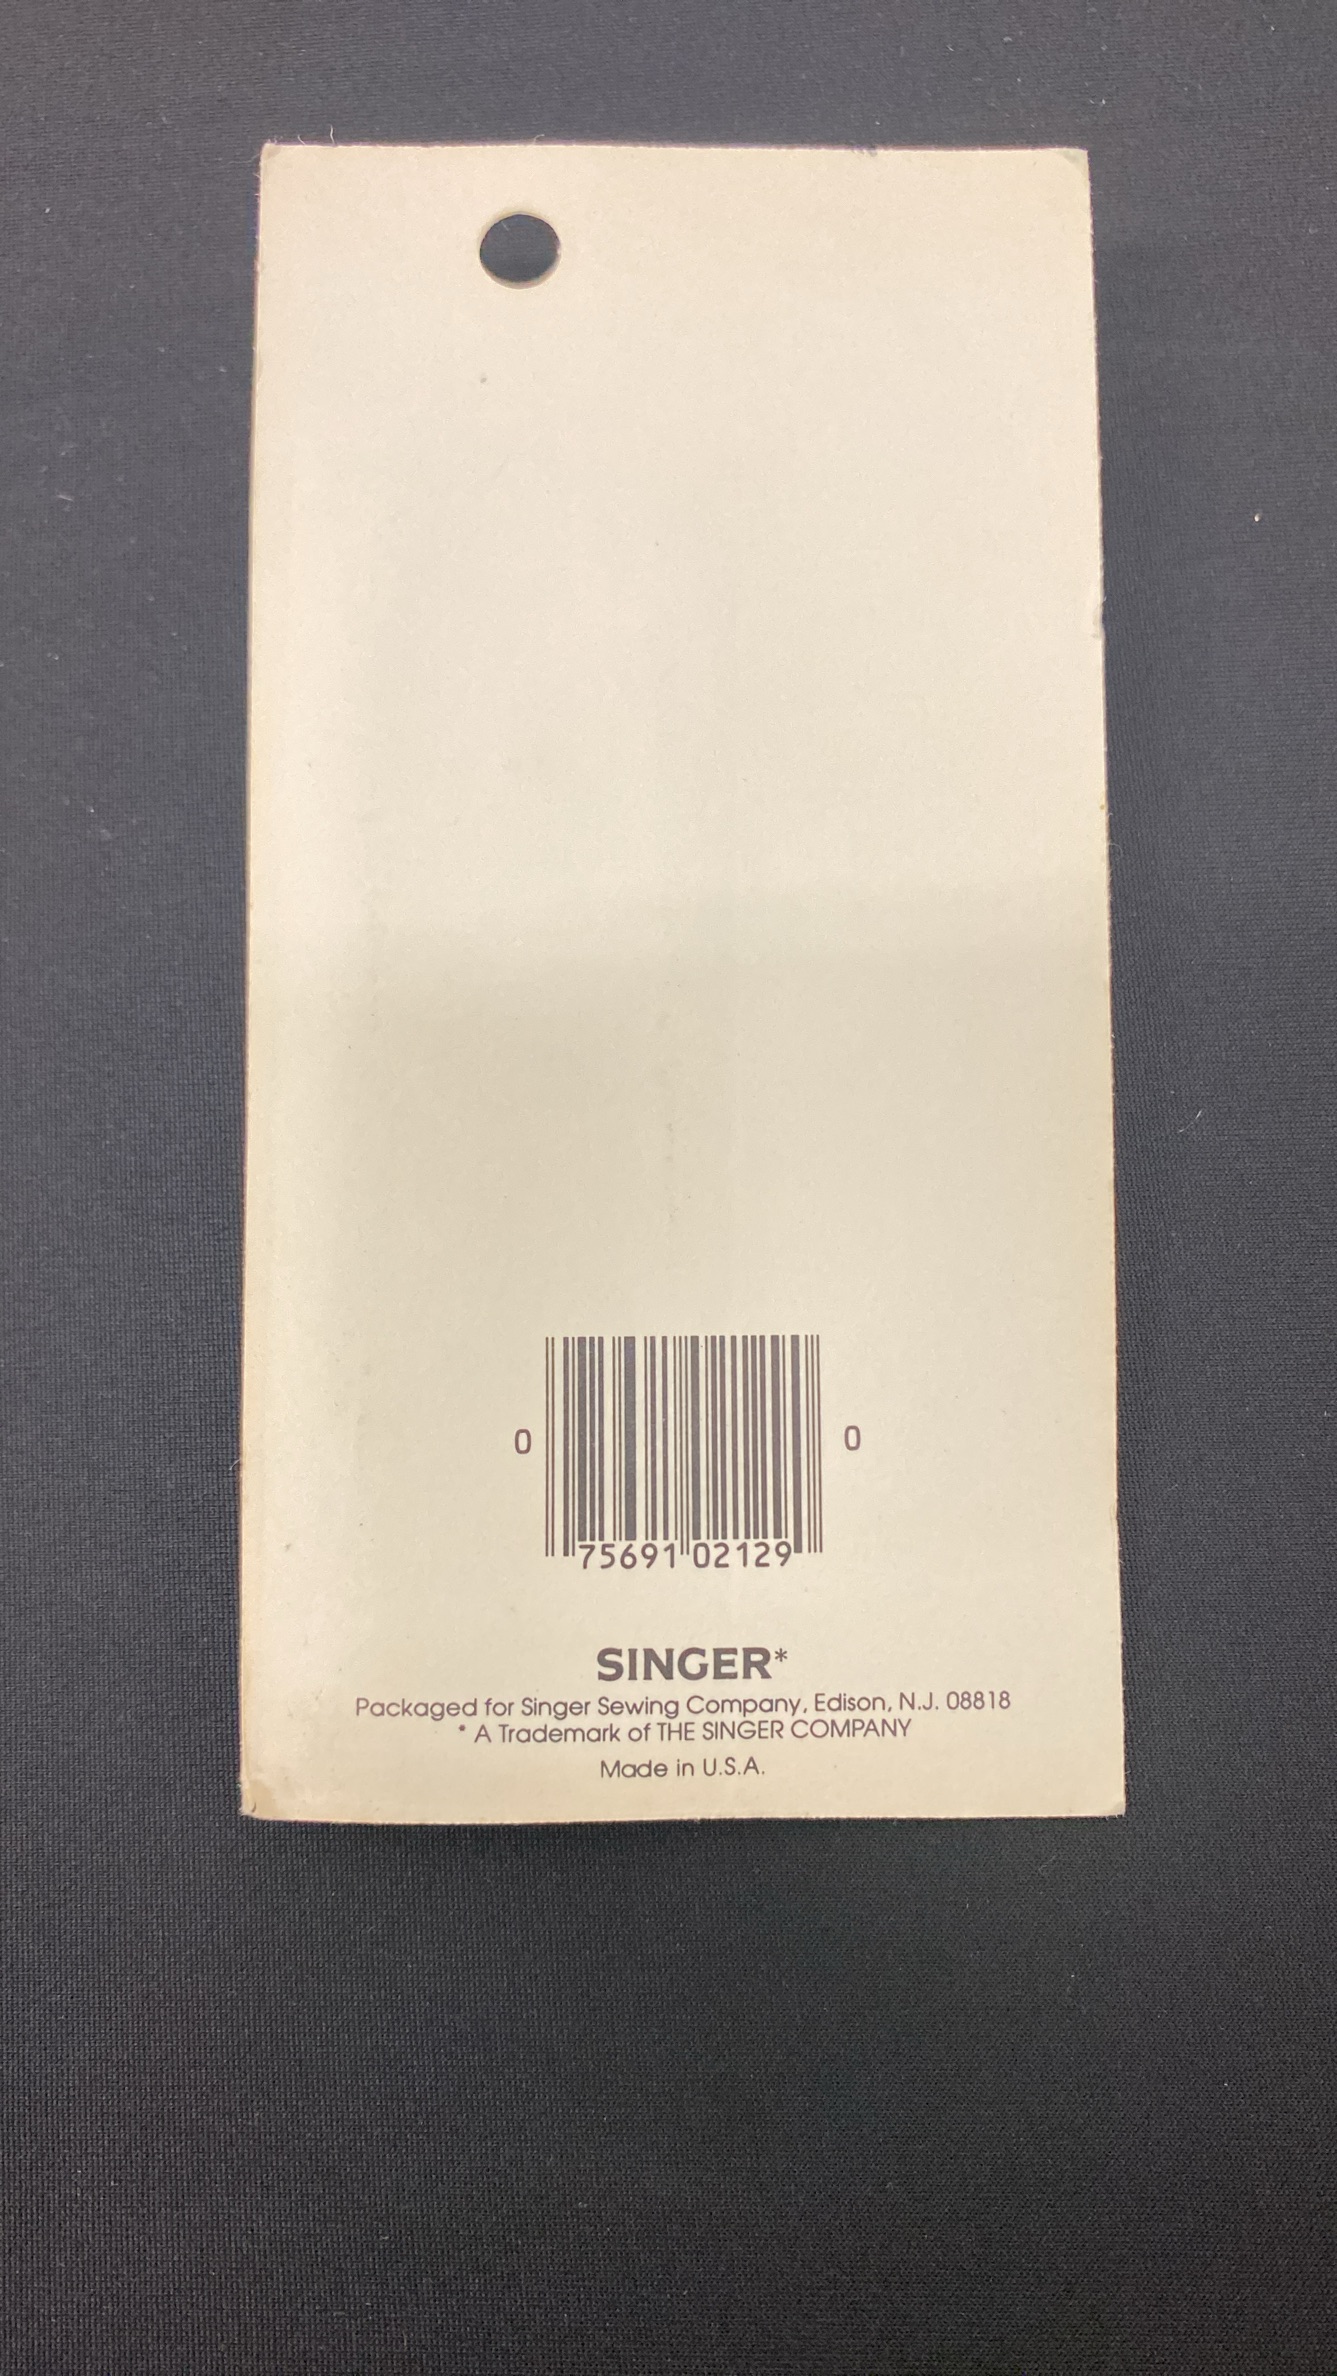 0 75691 02129 0
SINGER*
Packaged for Singer Sewing Company, Edison, N.J. 08818
* A Trademark of THE SINGER COMPANY
Made in U.S.A.